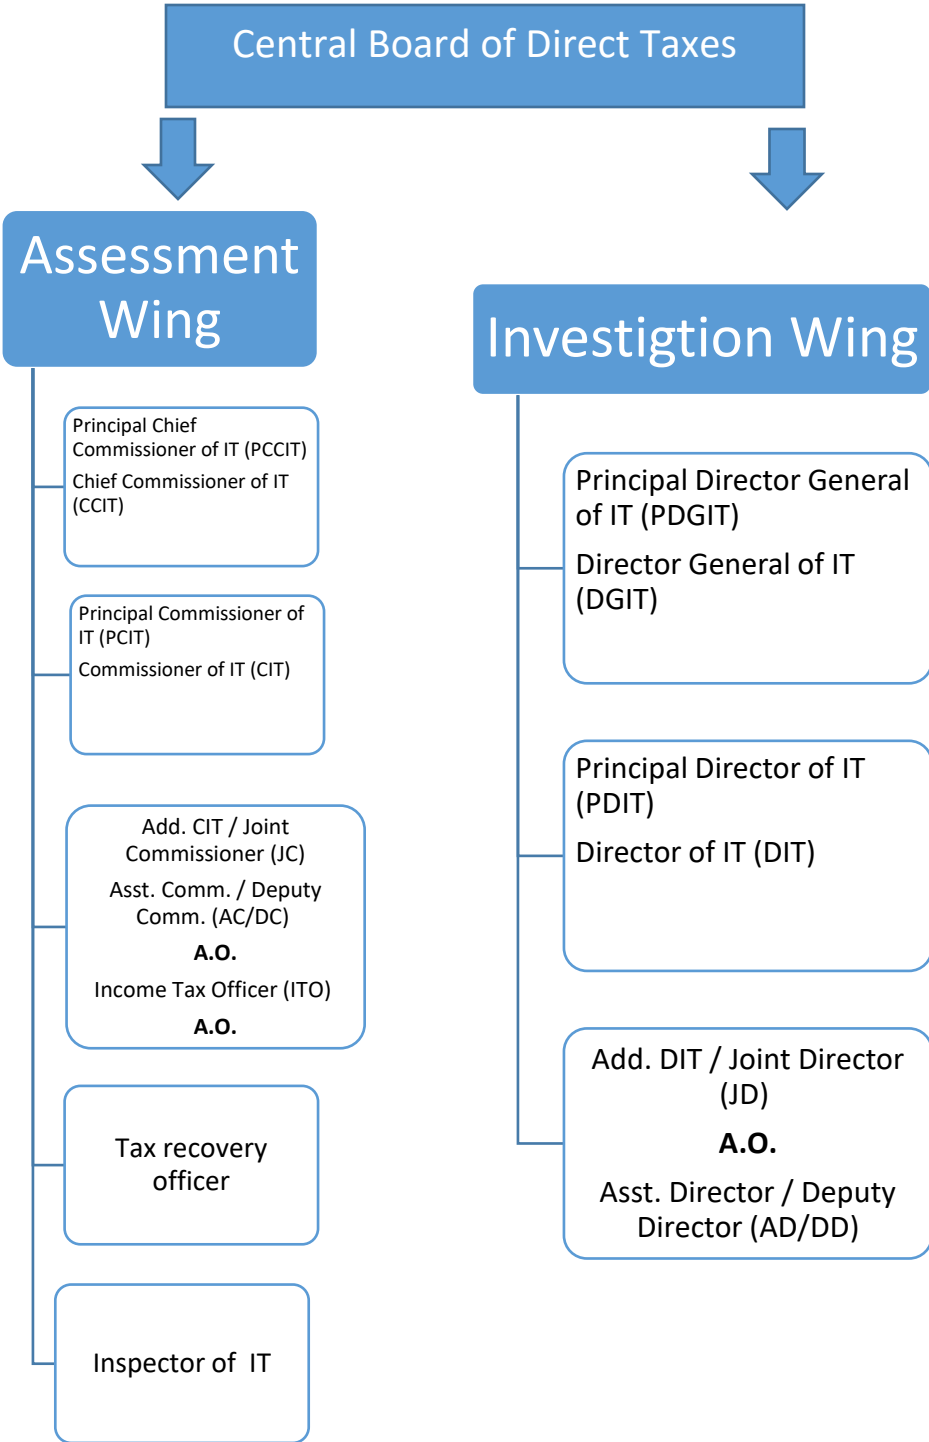 Central Board of Direct Taxes
Assessment
Wing
Principal Chief
Commissioner of IT (PCCIT)
Chief Commissioner of IT
(CCIT)
Principal Commissioner of
IT (PCIT)
Commissioner of IT (CIT)
Add. CIT / Joint
Commissioner (JC)
Asst. Comm. / Deputy
Comm. (AC/DC)
A.O.
Income Tax Officer (ITO)
A.O.
Tax recovery
officer
Inspector of IT
Investigtion Wing
Principal Director General
of IT (PDGIT)
Director General of IT
(DGIT)
Principal Director of IT
(PDIT)
Director of IT (DIT)
Add. DIT / Joint Director
(JD)
A.O.
Asst. Director / Deputy
Director (AD/DD)